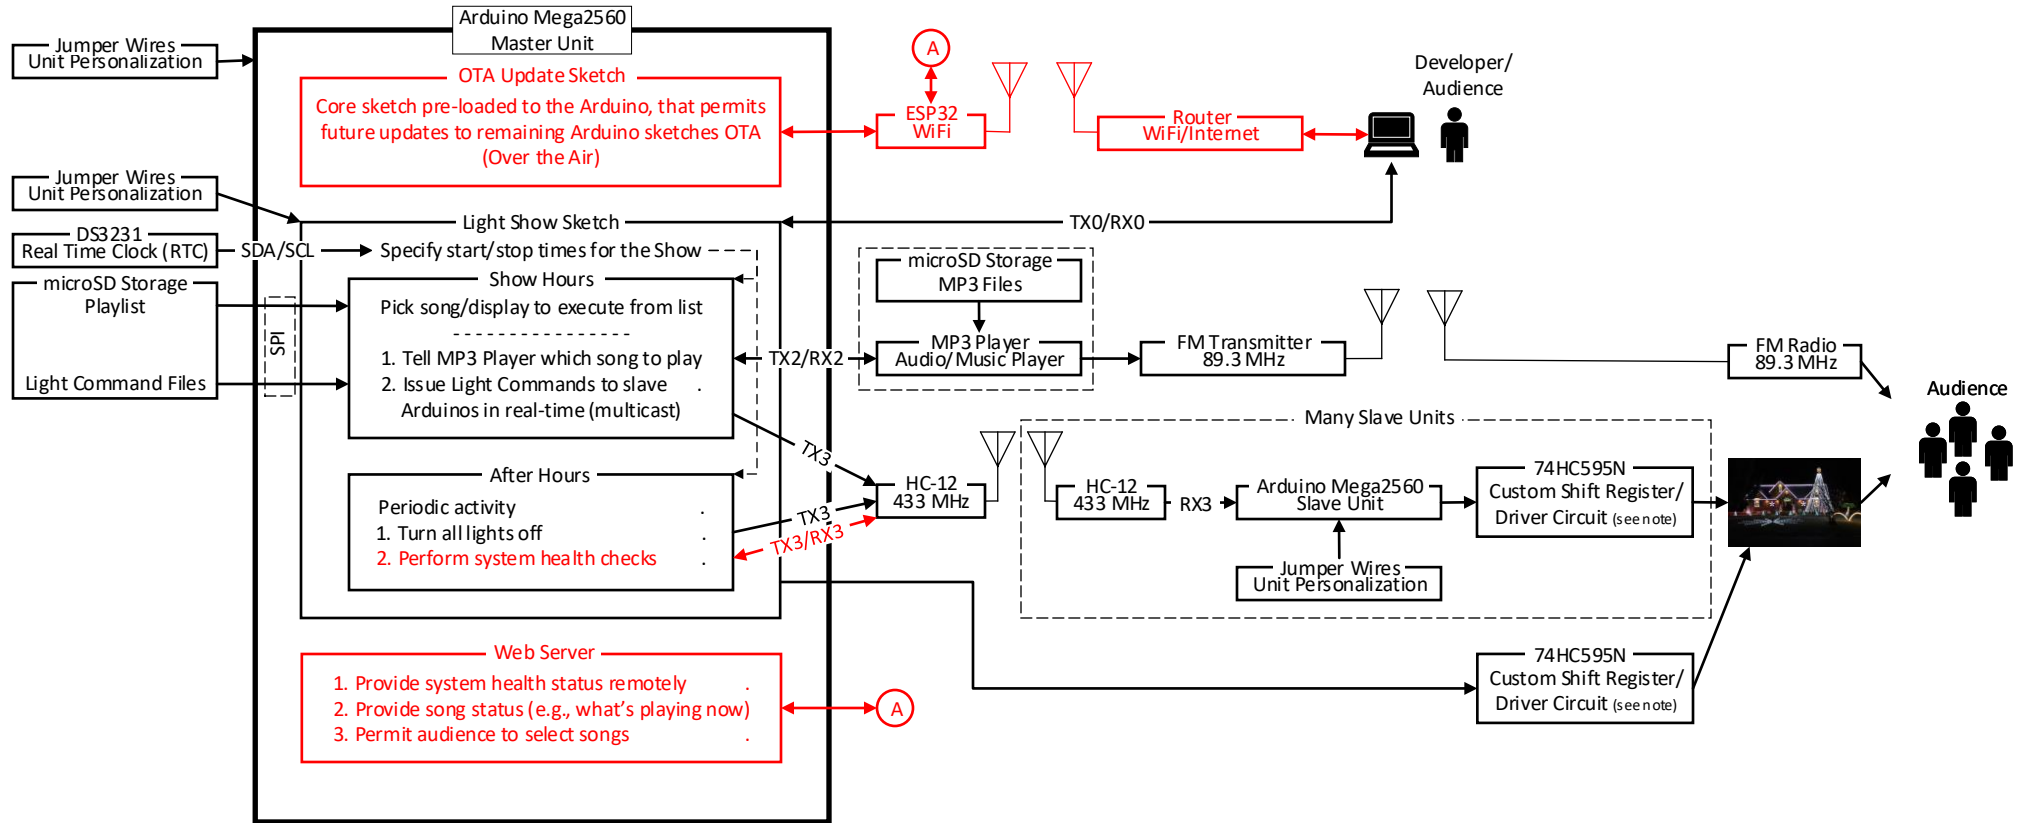 Arduino Mega2560
Master Unit
Jumper Wires
Unit Personalization
OTA Update Sketch
Core sketch pre-loaded to the Arduino, that permits
future updates to remaining Arduino sketches OTA
(Over the Air)
A
ESP32
WiFi
Router
WiFi/Internet
Developer/
Audience
Jumper Wires
Unit Personalization
Light Show Sketch
TX0/RX0
DS3231
Real Time Clock (RTC)
SDA/SCL
Specify start/stop times for the Show
microSD Storage
Playlist
Light Command Files
SPI
Show Hours
Pick song/display to execute from list
----------------
1. Tell MP3 Player which song to play
2. Issue Light Commands to slave .
Arduinos in real-time (multicast)
TX2/RX2
microSD Storage
MP3 Files
MP3 Player
Audio/Music Player
FM Transmitter
89.3 MHz
FM Radio
89.3 MHz
Audience
TX3
After Hours
Periodic activity .
1. Turn all lights off .
2. Perform system health checks .
TX3
TX3/RX3
HC-12
433 MHz
Many Slave Units
HC-12
433 MHz
RX3
Arduino Mega2560
Slave Unit
Jumper Wires
Unit Personalization
74HC595N
Custom Shift Register/
Driver Circuit (see note)
74HC595N
Custom Shift Register/
Driver Circuit (see note)
Web Server
1. Provide system health status remotely .
2. Provide song status (e.g., what's playing now)
3. Permit audience to select songs .
A